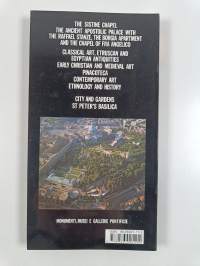 THE SISTINE CHAPEL
THE ANCIENT APOSTOLIC PALACE WITH
THE RAFFAEL STANZE, THE BORGIA APARTMENT
AND THE CHAPEL OF FRA ANGELICO
CLASSICAL ART, ETRUSCAN AND
EGYPTIAN ANTIQUITIES
EARLY CHRISTIAN AND MEDIEVAL ART
PINACOTECA
CONTEMPORARY ART
ETHNOLOGY AND HISTORY
CITY AND GARDENS
ST PETER'S BASILICA
MONUMENTI, MUSEI E GALLERIE PONTIFICIE